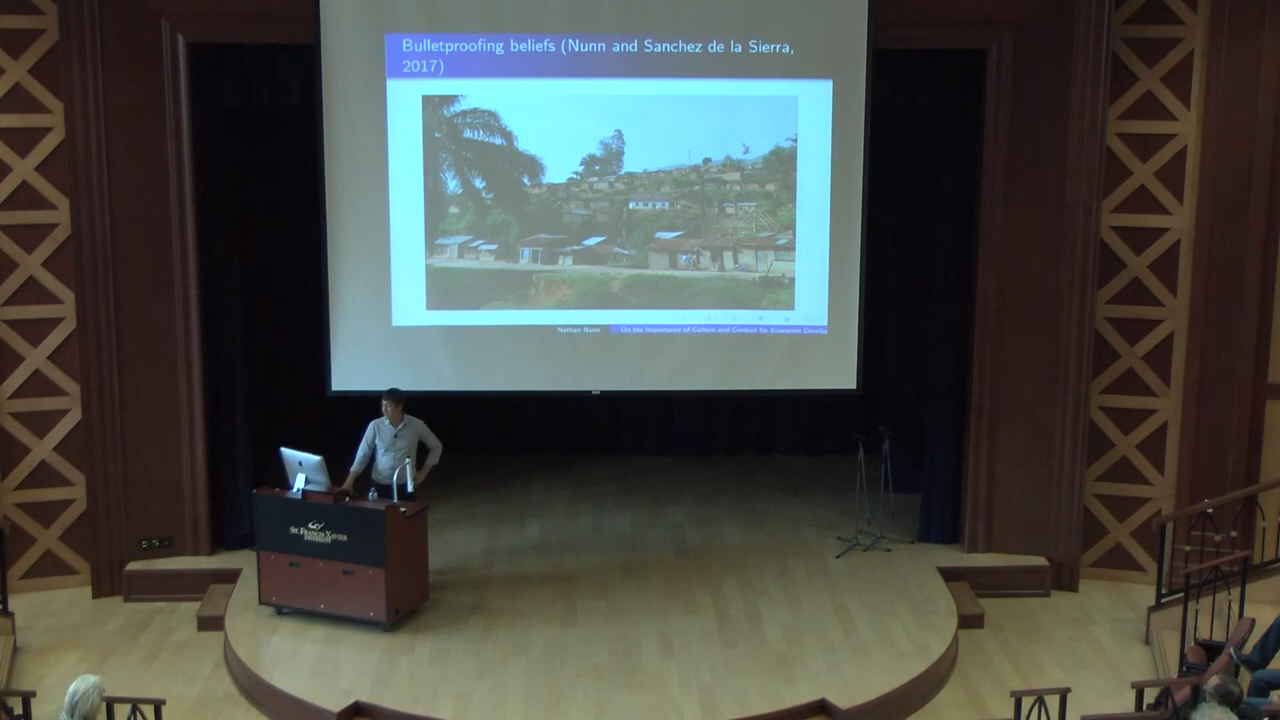 Bulletproofing beliefs (Nunn and Sanchez de la Sierra,
2017)
Nathan Nunn
On the Importance of Culture and Context for Economic Develop
ST. FRANCIS XAVIER
UNIVERSITY